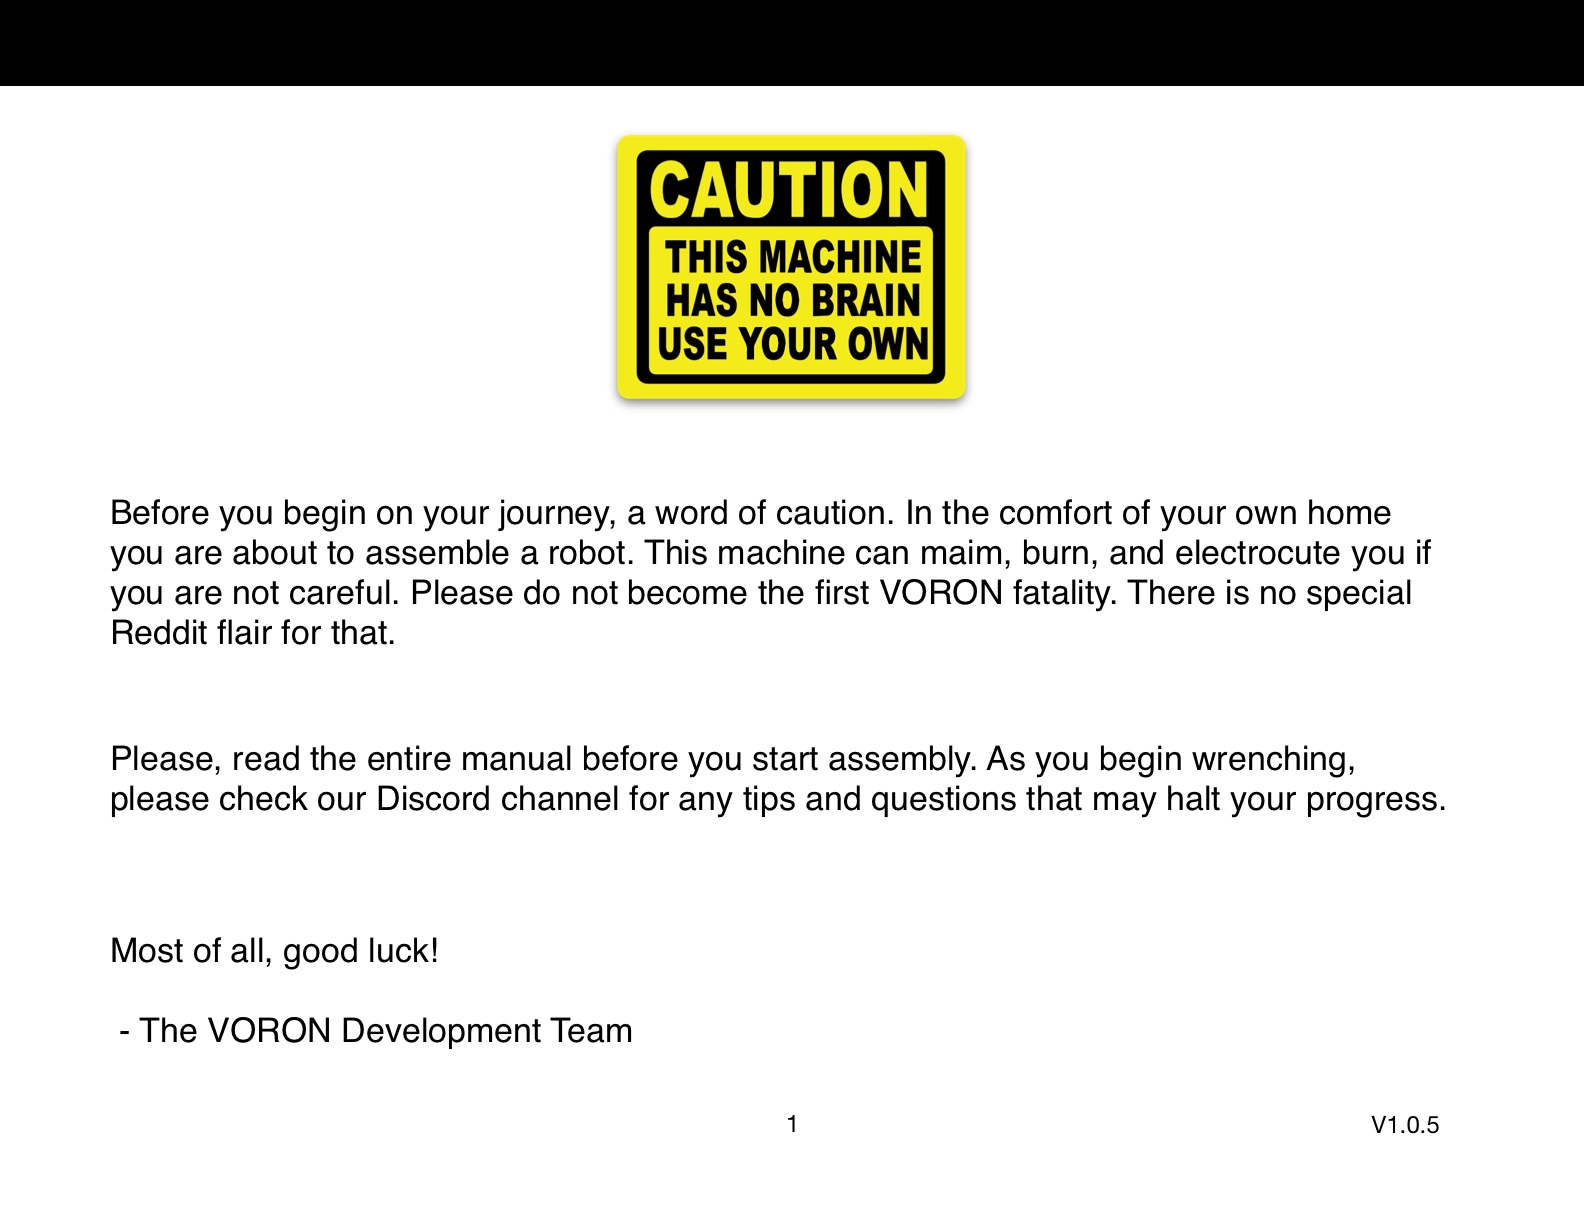 CAUTION
THIS MACHINE
HAS NO BRAIN
USE YOUR OWN
Before you begin on your journey, a word of caution. In the comfort of your own home
you are about to assemble a robot. This machine can maim, burn, and electrocute you if
you are not careful. Please do not become the first VORON fatality. There is no special
Reddit flair for that.
Please, read the entire manual before you start assembly. As you begin wrenching,
please check our Discord channel for any tips and questions that may halt your progress.
Most of all, good luck!
- The VORON Development Team
1
V1.0.5